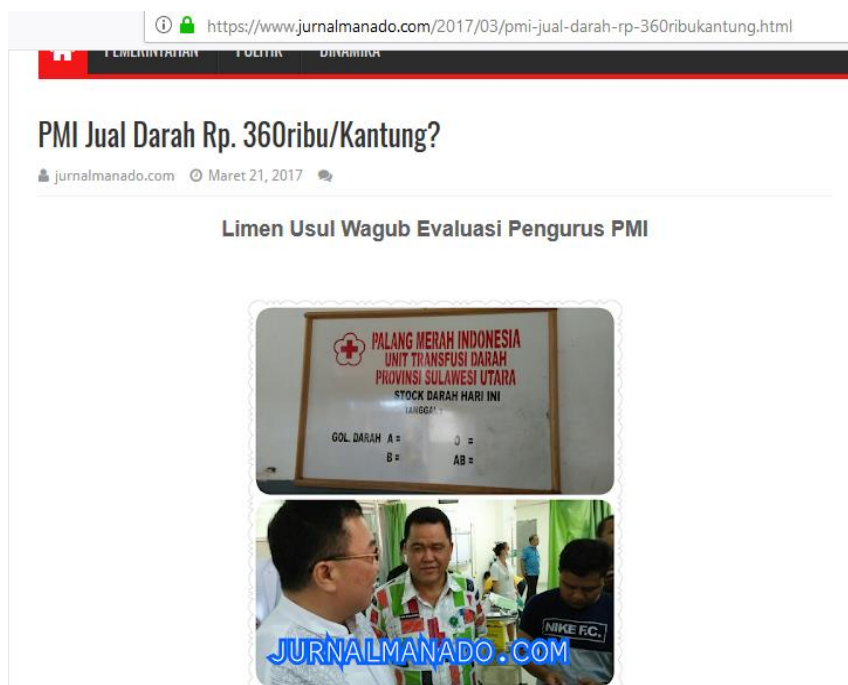 https://www.jurnalmanado.com/2017/03/pmi-jual-darah-rp-360ribukantung.html
PEMERINTAHAN POLITIK DINAMIKA
PMI Jual Darah Rp. 360ribu/Kantung?
jurnalmanado.com Maret 21, 2017
Limen Usul Wagub Evaluasi Pengurus PMI
PALANG MERAH INDONESIA
UNIT TRANSFUSI DARAH
PROVINSI SULAWESI UTARA
STOCK DARAH HARI INI
TANGGAL :
GOL. DARAH A = O =
B = AB =
NIKE F.C.
JURNALMANADO.COM